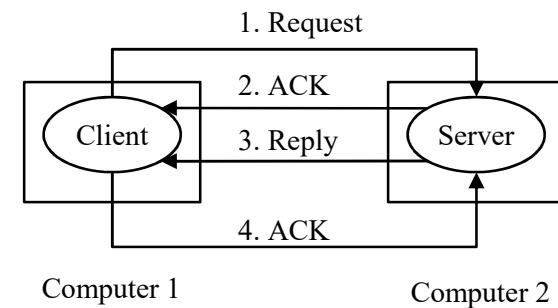 1. Request
2. ACK
Client
3. Reply
Server
4. ACK
Computer 1
Computer 2